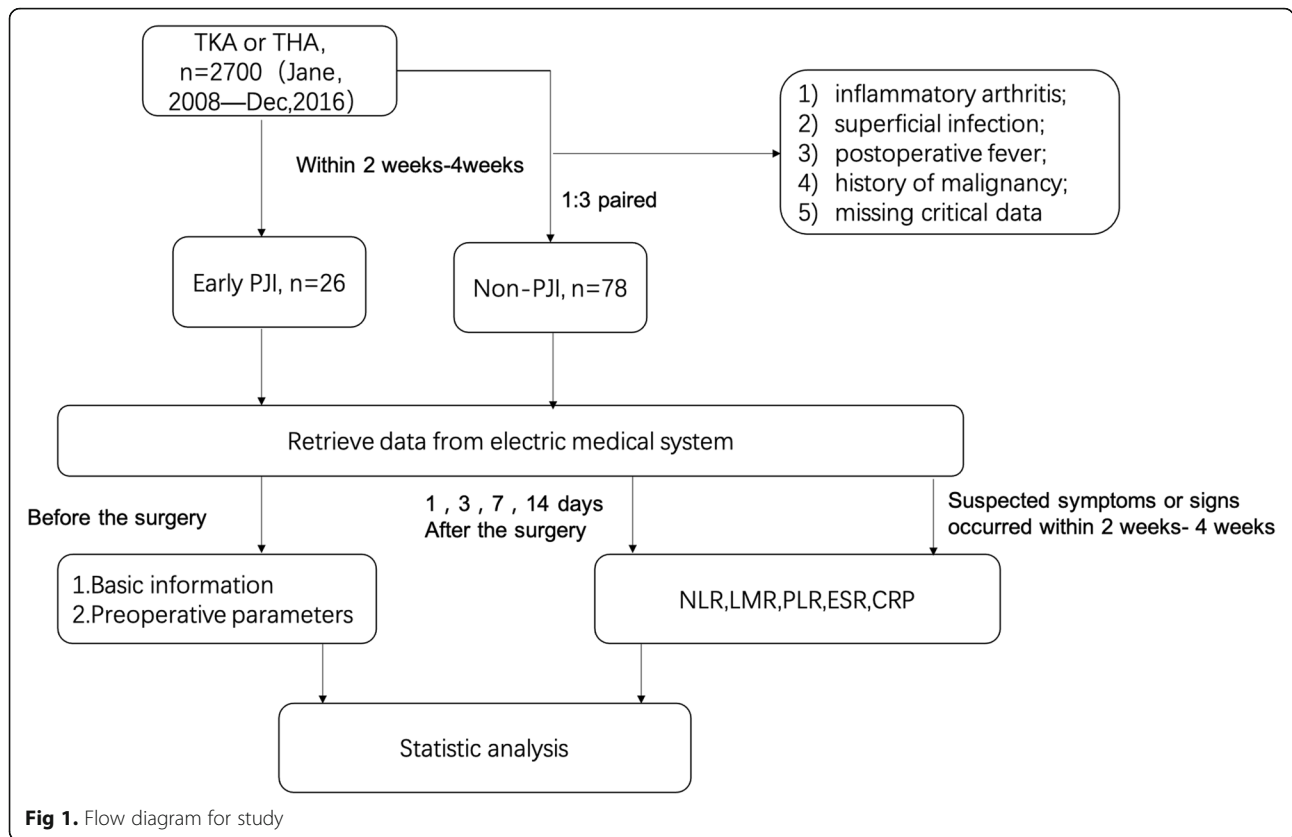 TKA or THA,
n=2700（Jane,
2008—Dec,2016）
1) inflammatory arthritis;
2) superficial infection;
3) postoperative fever;
4) history of malignancy;
5) missing critical data
Within 2 weeks-4weeks
1:3 paired
Early PJI, n=26
Non-PJI, n=78
Retrieve data from electric medical system
Before the surgery
1 , 3 , 7 , 14 days
After the surgery
Suspected symptoms or signs
occurred within 2 weeks- 4 weeks
1.Basic information
2.Preoperative parameters
NLR,LMR,PLR,ESR,CRP
Statistic analysis
Fig 1. Flow diagram for study